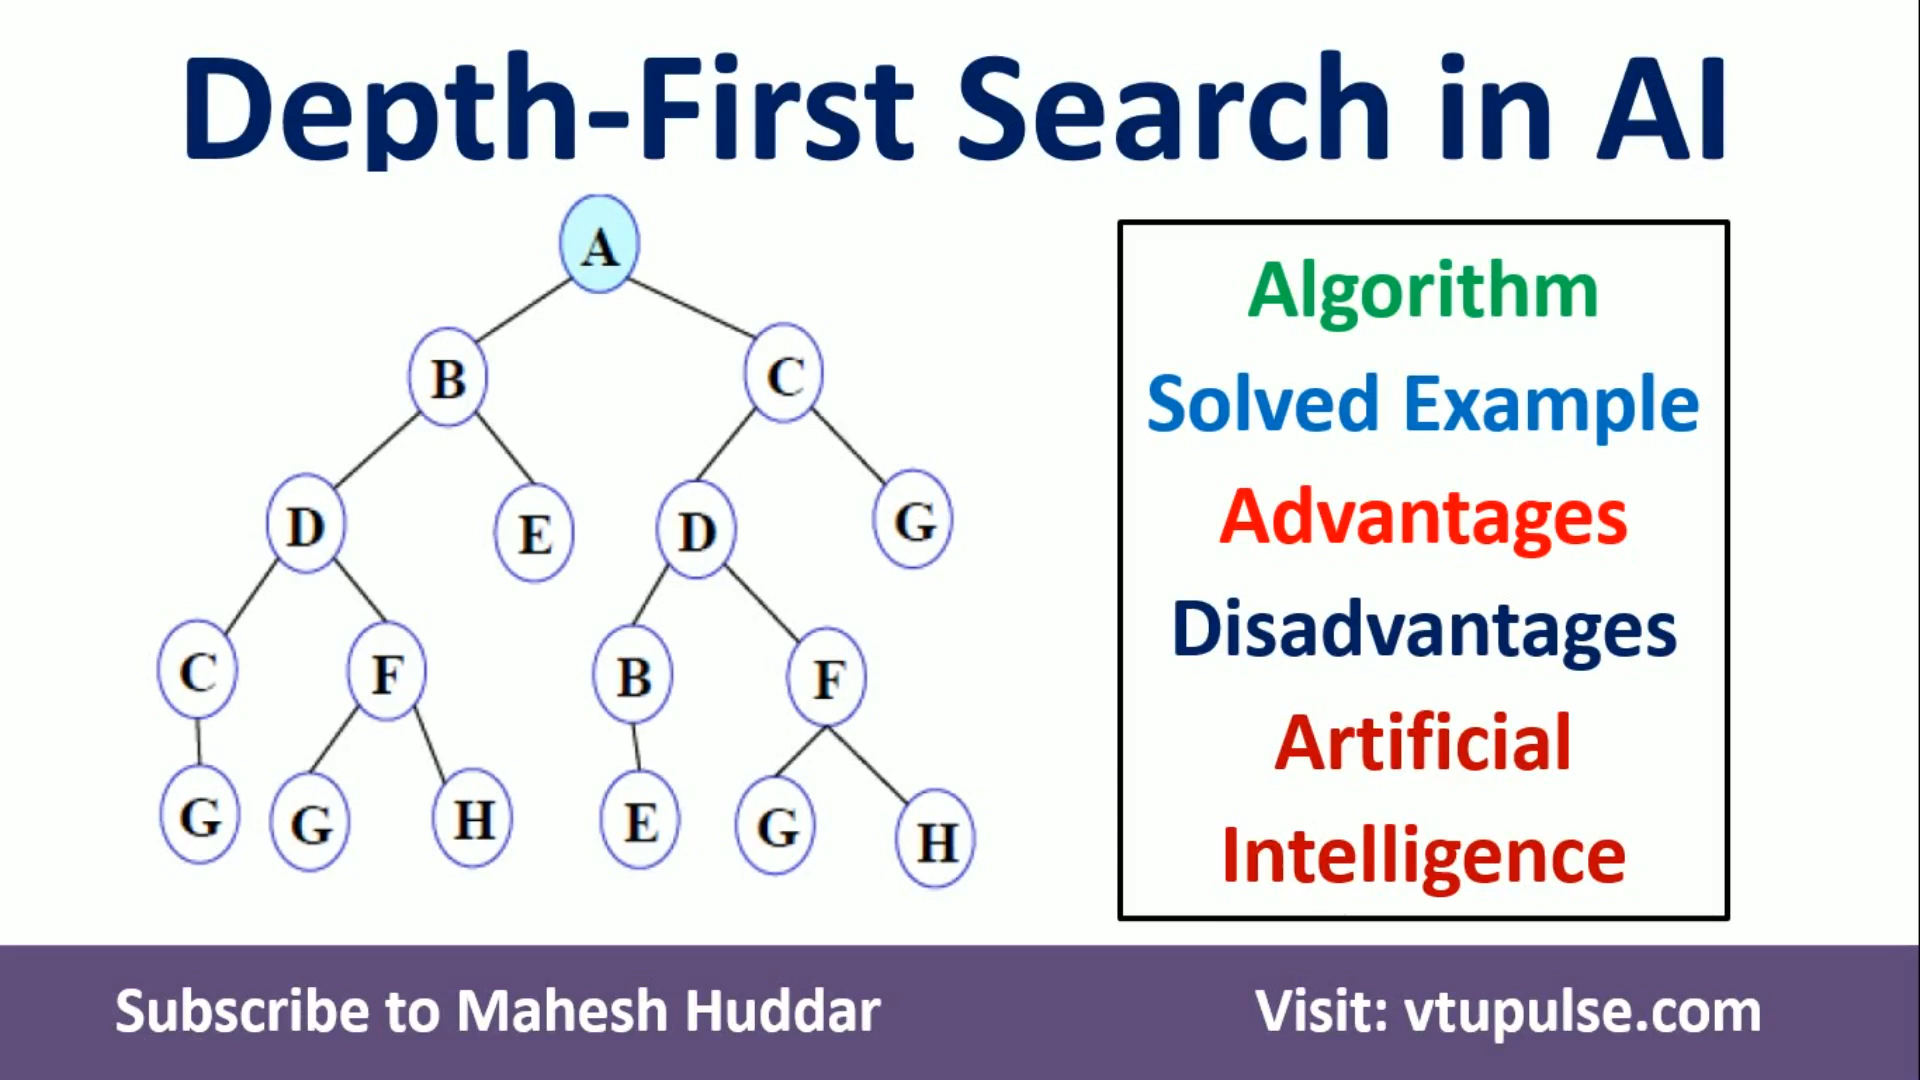 Depth-First Search in AI
A
B C
D E D G
C F B F
G G H E G H
Algorithm
Solved Example
Advantages
Disadvantages
Artificial
Intelligence
Subscribe to Mahesh Huddar
Visit: vtupulse.com